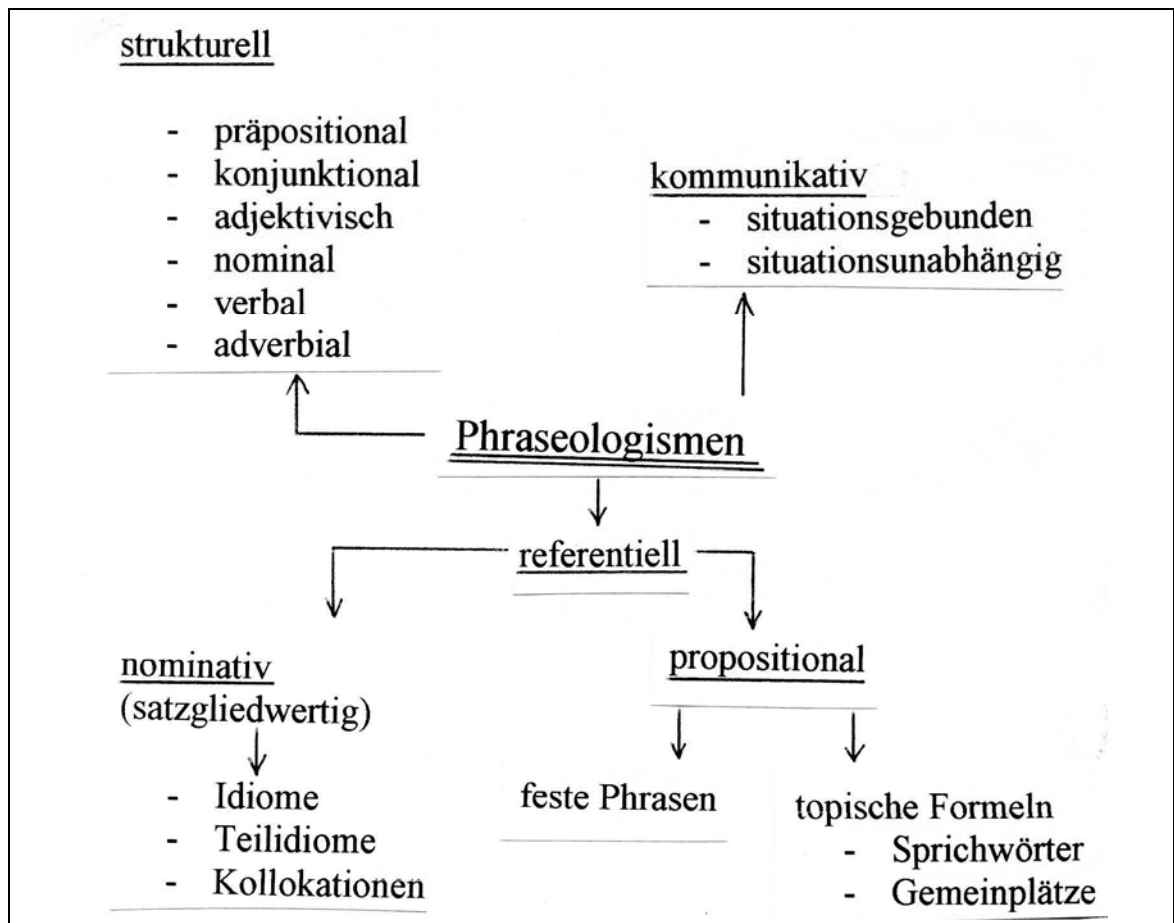 strukturell
- präpositional
- konjunktional
- adjektivisch
- nominal
- verbal
- adverbial
kommunikativ
- situationsgebunden
- situationsunabhängig
Phraseologismen
referentiell
nominativ
(satzgliedwertig)
- Idiome
- Teilidiome
- Kollokationen
propositional
feste Phrasen
topische Formeln
- Sprichwörter
- Gemeinplätze